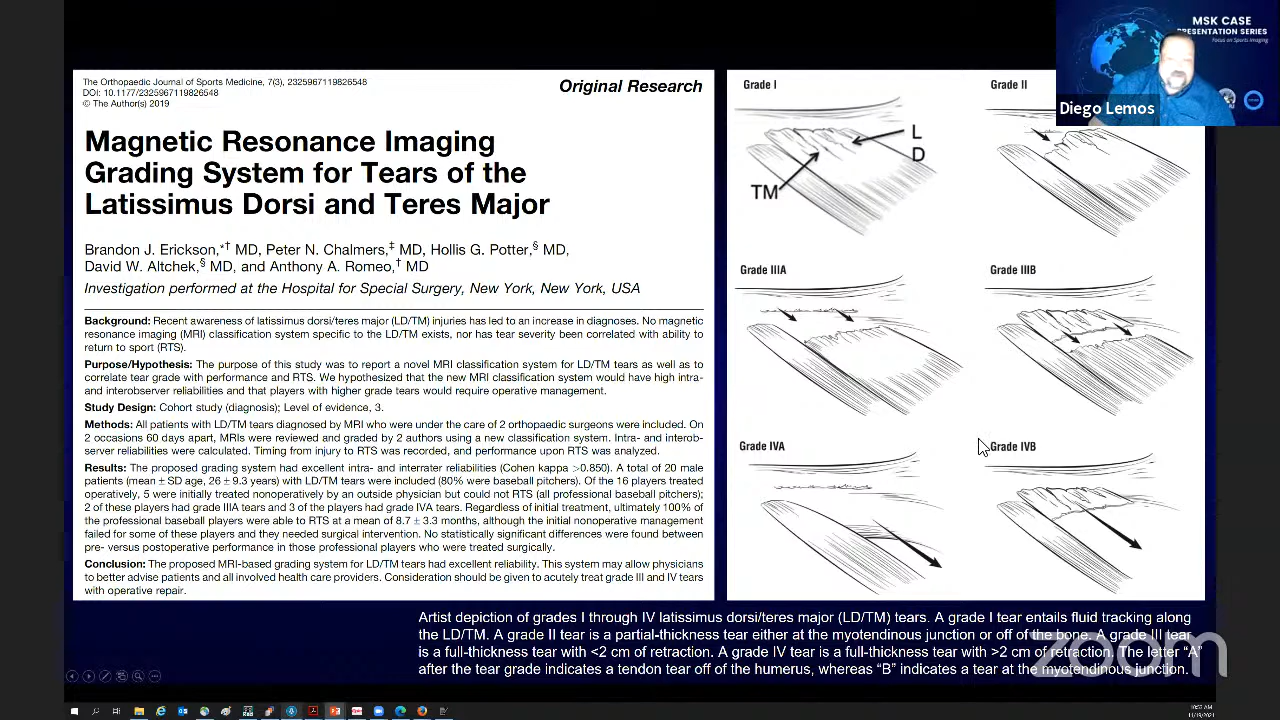 The Orthopaedic Journal of Sports Medicine, 7(3), 2325967119826548
DOI: 10.1177/2325967119826548
© The Author(s) 2019
Original Research
Magnetic Resonance Imaging
Grading System for Tears of the
Latissimus Dorsi and Teres Major
Brandon J. Erickson,*† MD, Peter N. Chalmers,‡ MD, Hollis G. Potter,§ MD,
David W. Altchek,§ MD, and Anthony A. Romeo,† MD
Investigation performed at the Hospital for Special Surgery, New York, New York, USA
Background: Recent awareness of latissimus dorsi/teres major (LD/TM) injuries has led to an increase in diagnoses. No magnetic
resonance imaging (MRI) classification system specific to the LD/TM exists, nor has tear severity been correlated with ability to
return to sport (RTS).
Purpose/Hypothesis: The purpose of this study was to report a novel MRI classification system for LD/TM tears as well as to
correlate tear grade with performance and RTS. We hypothesized that the new MRI classification system would have high intra-
and interobserver reliabilities and that players with higher grade tears would require operative management.
Study Design: Cohort study (diagnosis); Level of evidence, 3.
Methods: All patients with LD/TM tears diagnosed by MRI who were under the care of 2 orthopaedic surgeons were included. On
2 occasions 60 days apart, MRIs were reviewed and graded by 2 authors using a new classification system. Intra- and interob-
server reliabilities were calculated. Timing from injury to RTS was recorded, and performance upon RTS was analyzed.
Results: The proposed grading system had excellent intra- and interrater reliabilities (Cohen kappa >0.850). A total of 20 male
patients (mean ± SD age, 26 ± 9.3 years) with LD/TM tears were included (80% were baseball pitchers). Of the 16 players treated
operatively, 5 were initially treated nonoperatively by an outside physician but could not RTS (all professional baseball pitchers);
2 of these players had grade IIIA tears and 3 of the players had grade IVA tears. Regardless of initial treatment, ultimately 100% of
the professional baseball players were able to RTS at a mean of 8.7 ± 3.3 months, although the initial nonoperative management
failed for some of these players and they needed surgical intervention. No statistically significant differences were found between
pre- versus postoperative performance in those professional players who were treated surgically.
Conclusion: The proposed MRI-based grading system for LD/TM tears had excellent reliability. This system may allow physicians
to better advise patients and all involved health care providers. Consideration should be given to acutely treat grade III and IV tears
with operative repair.
Grade I
L
D
TM
Grade II
Grade IIIA
Grade IIIB
Grade IVA
Grade IVB
Artist depiction of grades I through IV latissimus dorsi/teres major (LD/TM) tears. A grade I tear entails fluid tracking along
the LD/TM. A grade II tear is a partial-thickness tear either at the myotendinous junction or off of the bone. A grade III tear
is a full-thickness tear with <2 cm of retraction. A grade IV tear is a full-thickness tear with >2 cm of retraction. The letter “A”
after the tear grade indicates a tendon tear off of the humerus, whereas “B” indicates a tear at the myotendinous junction.
MSK CASE
PRESENTATION SERIES
Focus on Sports Imaging
Diego Lemos
zoom
10:53 AM